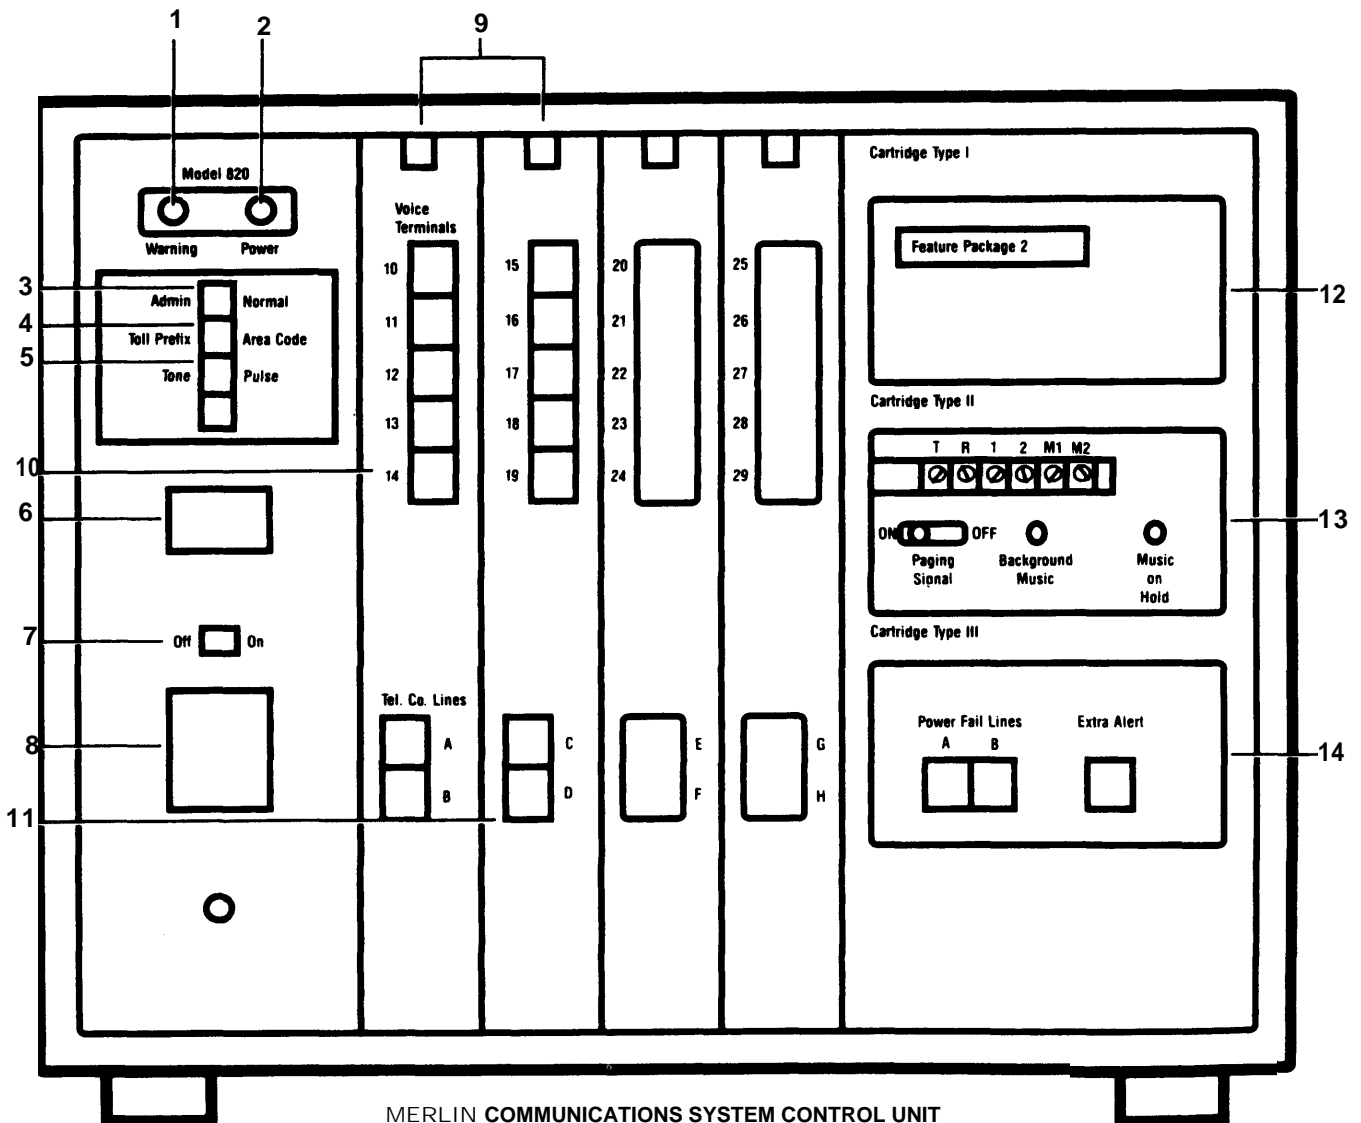 1 2 9
Model 820
Warning Power
3 Admin Normal
4 Toll Prefix Area Code
5 Tone Pulse
10
6
7 Off On
8
11
Voice
Terminals
10
11
12
13
14
Tel. Co. Lines
A
B
15
16
17
18
19
C
D
20
21
22
23
24
E
F
25
26
27
28
29
G
H
Cartridge Type I
Feature Package 2
12
Cartridge Type II
T R 1 2 M1 M2
ON OFF
13
Paging
Signal
Background
Music
Music
on
Hold
Cartridge Type III
Power Fail Lines
A B
Extra Alert
14
MERLIN COMMUNICATIONS SYSTEM CONTROL UNIT